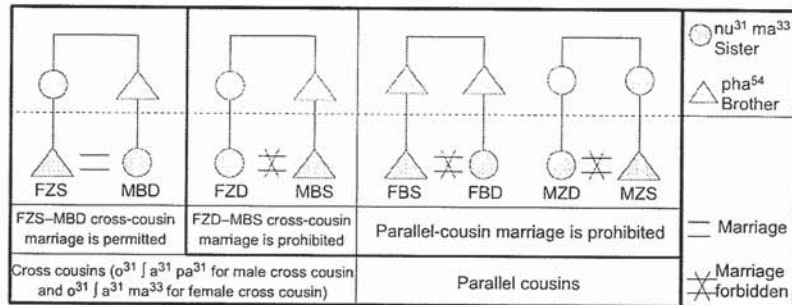 nu³¹ ma³³
Sister
pha⁵⁴
Brother
FZS MBD FZD MBS FBS FBD MZD MZS
FZS–MBD cross-cousin
marriage is permitted
FZD–MBS cross-cousin
marriage is prohibited
Parallel-cousin marriage is prohibited
Marriage
Cross cousins (o³¹ ʃ a³¹ pa³¹ for male cross cousin
and o³¹ ʃ a³¹ ma³³ for female cross cousin)
Parallel cousins
Marriage
forbidden